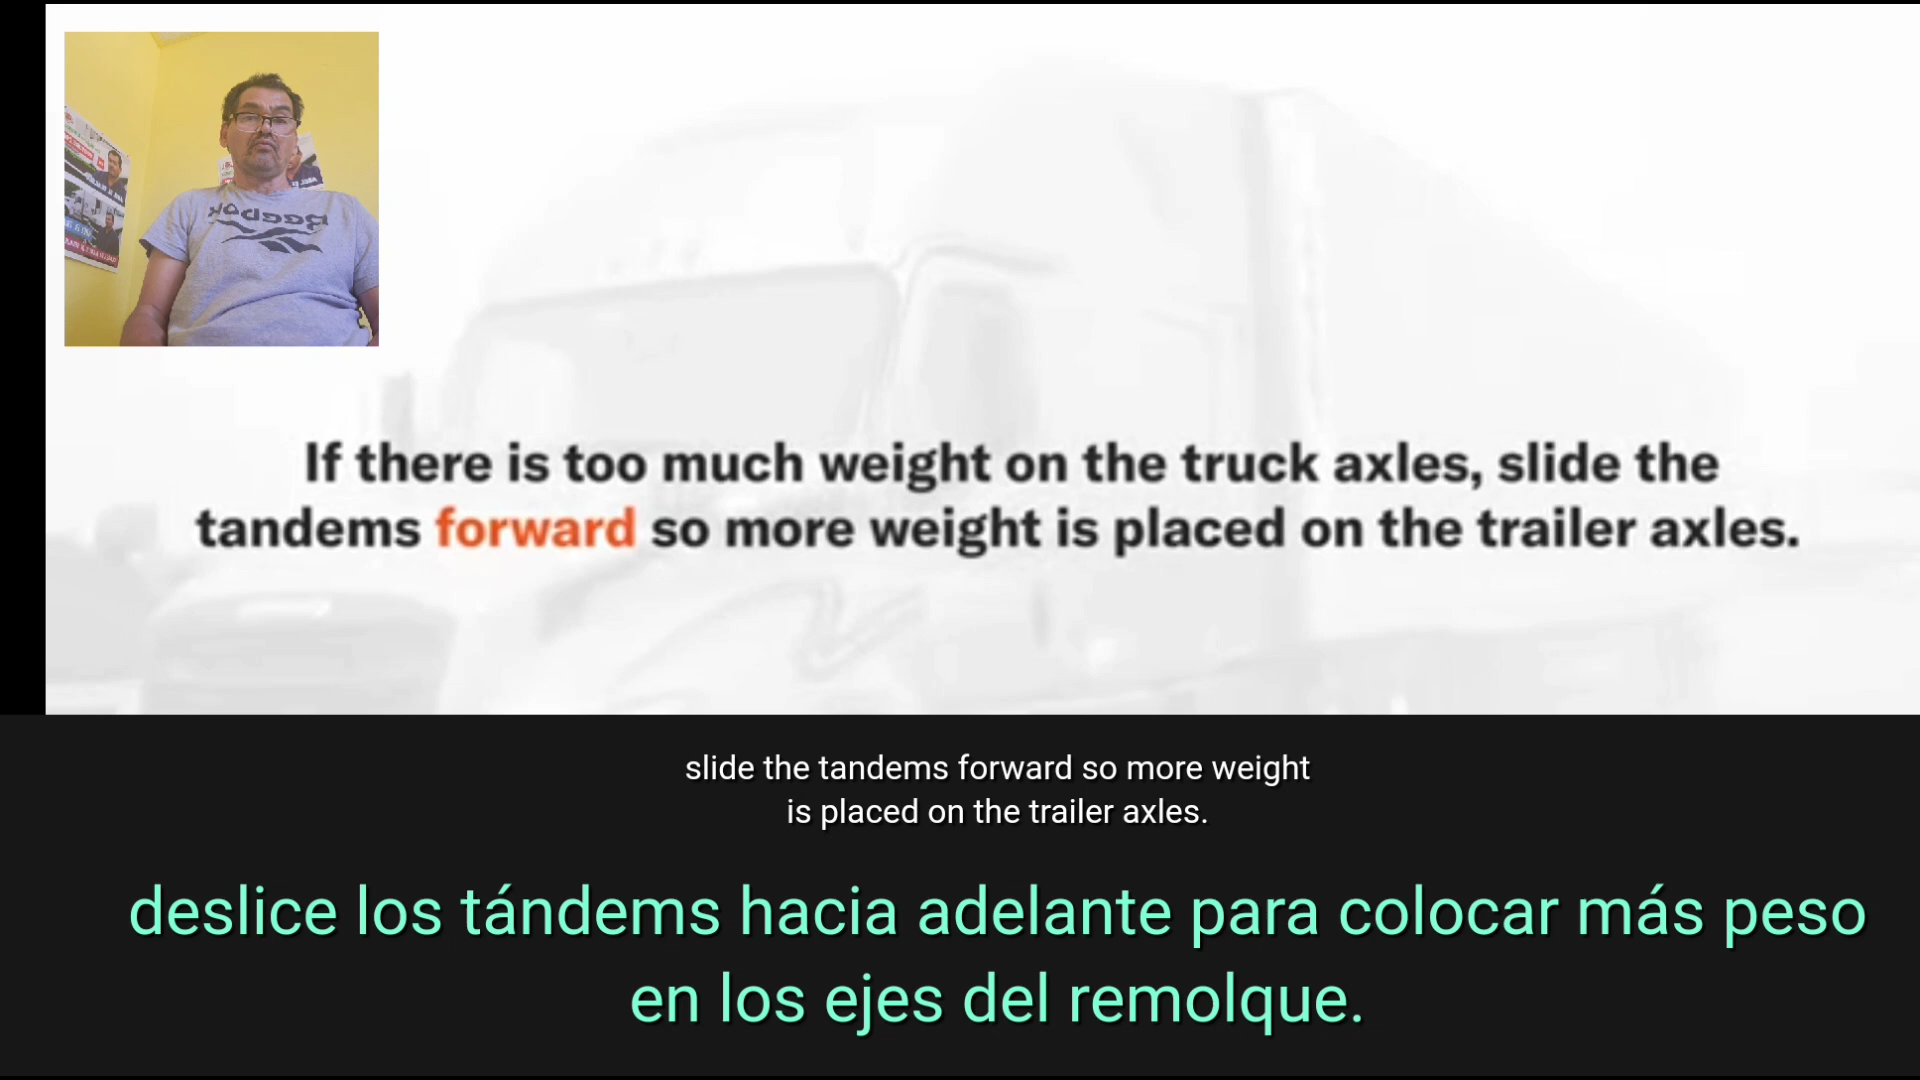 If there is too much weight on the truck axles, slide the
tandems forward so more weight is placed on the trailer axles.
slide the tandems forward so more weight
is placed on the trailer axles.
deslice los tándems hacia adelante para colocar más peso
en los ejes del remolque.
Reebok